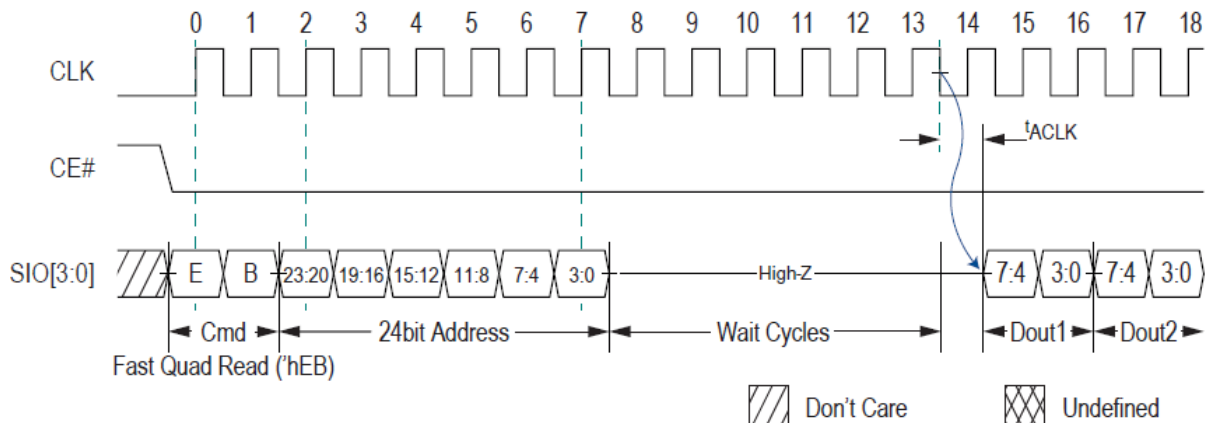 0 1 2 3 4 5 6 7 8 9 10 11 12 13 14 15 16 17 18
CLK
tACLK
CE#
SIO[3:0] E B 23:20 19:16 15:12 11:8 7:4 3:0 High-Z 7:4 3:0 7:4 3:0
Cmd 24bit Address Wait Cycles Dout1 Dout2
Fast Quad Read ('hEB)
Don't Care Undefined